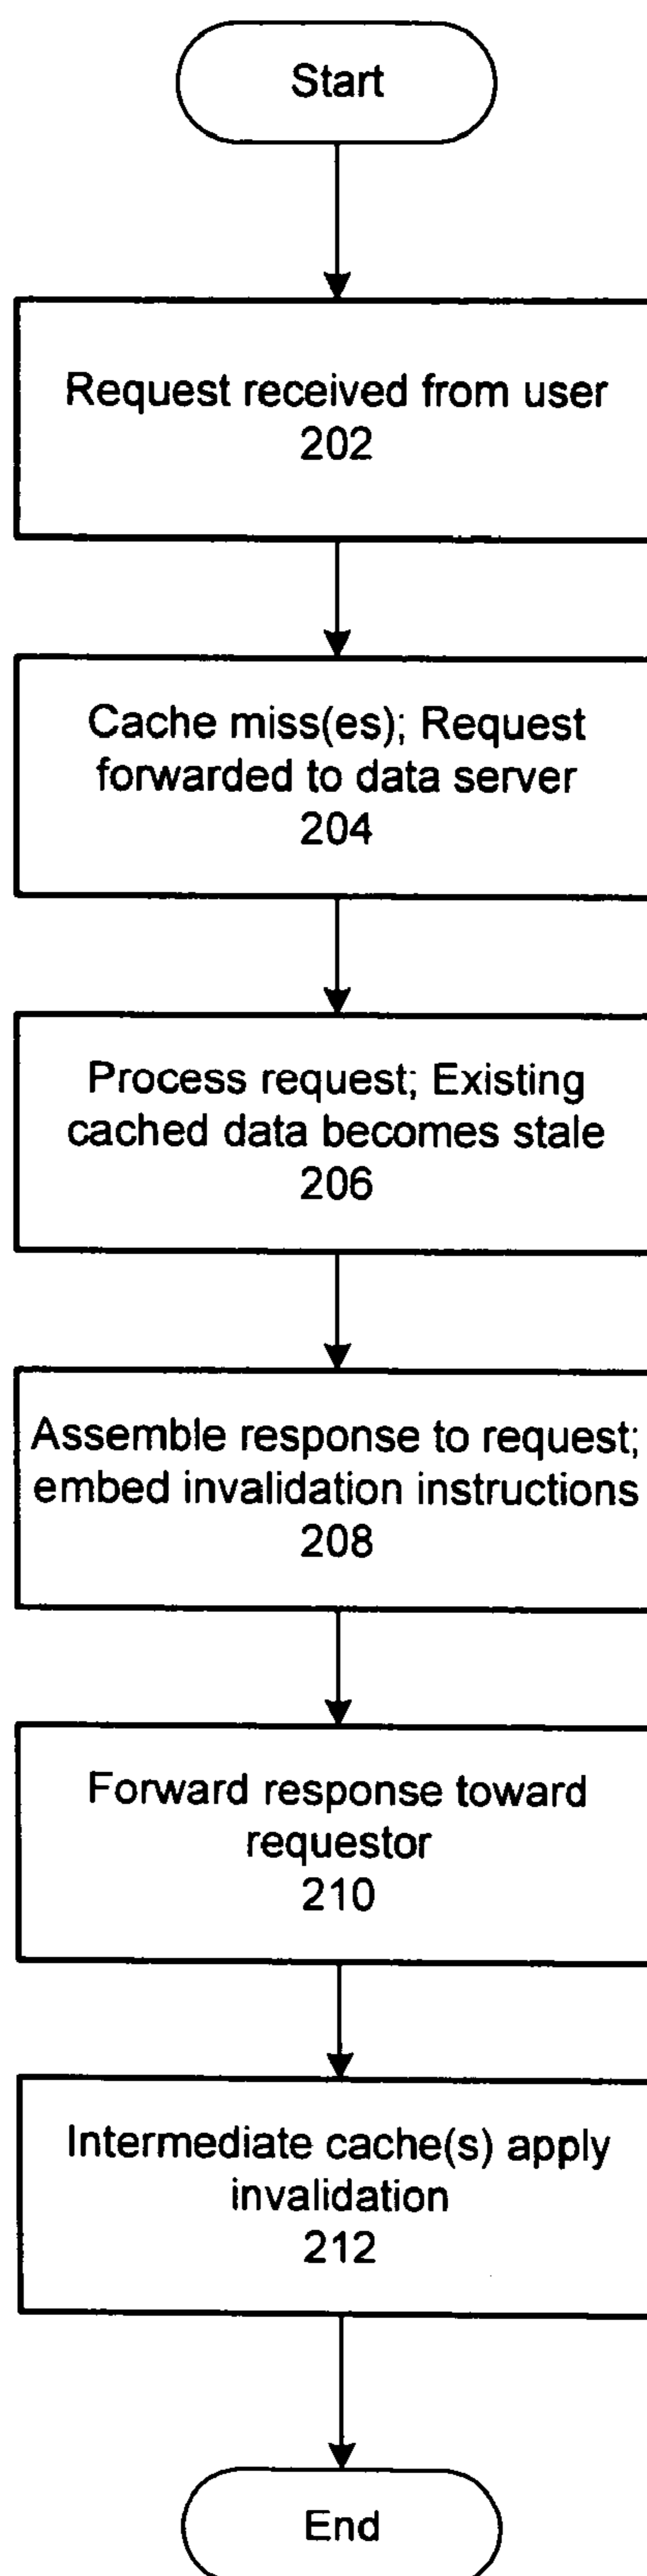 Start
Request received from user
202
Cache miss(es); Request
forwarded to data server
204
Process request; Existing
cached data becomes stale
206
Assemble response to request;
embed invalidation instructions
208
Forward response toward
requestor
210
Intermediate cache(s) apply
invalidation
212
End